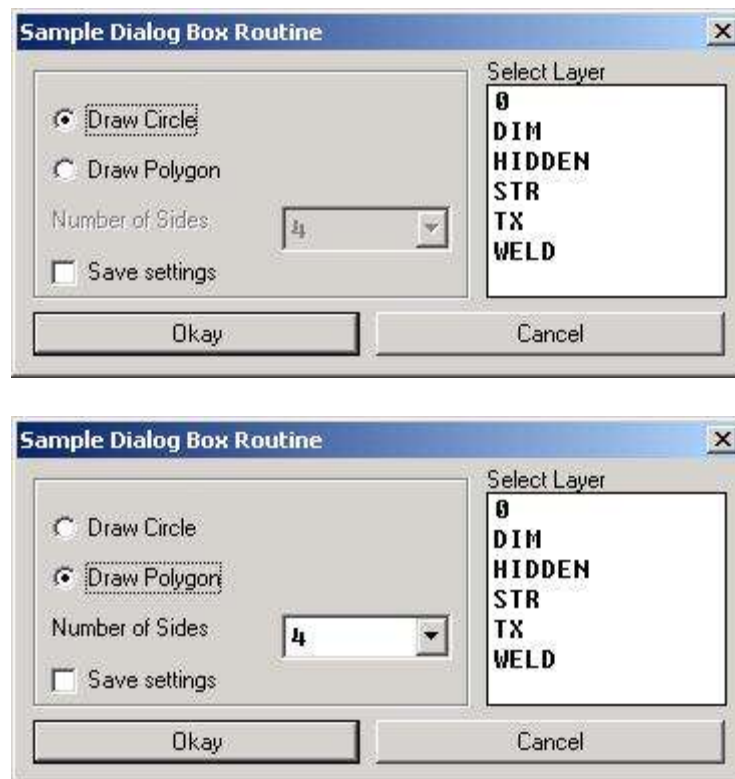 Sample Dialog Box Routine
Draw Circle
Draw Polygon
Number of Sides
4
Save settings
Select Layer
0
DIM
HIDDEN
STR
TX
WELD
Okay
Cancel
Sample Dialog Box Routine
Draw Circle
Draw Polygon
Number of Sides
4
Save settings
Select Layer
0
DIM
HIDDEN
STR
TX
WELD
Okay
Cancel